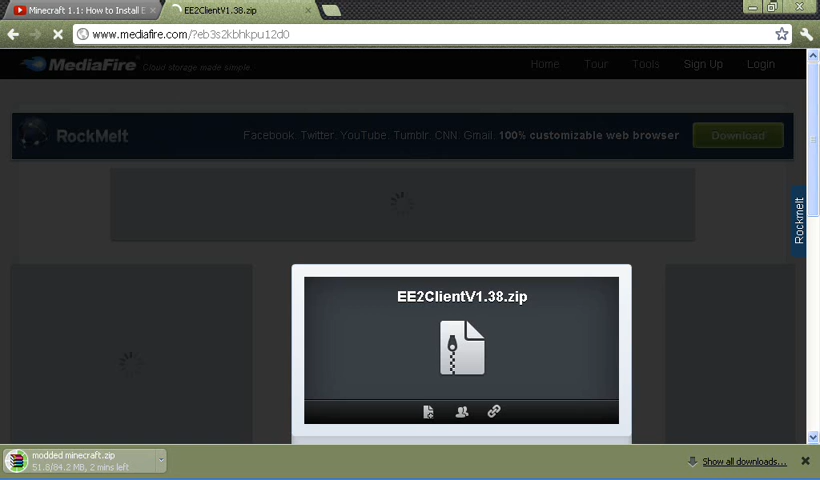 Minecraft 1.1: How to Install E
EE2ClientV1.38.zip
www.mediafire.com/?eb3s2kbhkpu12d0
MediaFire Cloud storage made simple.
Home Tour Tools Sign Up Login
RockMelt Facebook. Twitter. YouTube. Tumblr. CNN. Gmail. 100% customizable web browser Download
Rockmelt
EE2ClientV1.38.zip
modded minecraft.zip
51.8/84.2 MB, 2 mins left
Show all downloads...